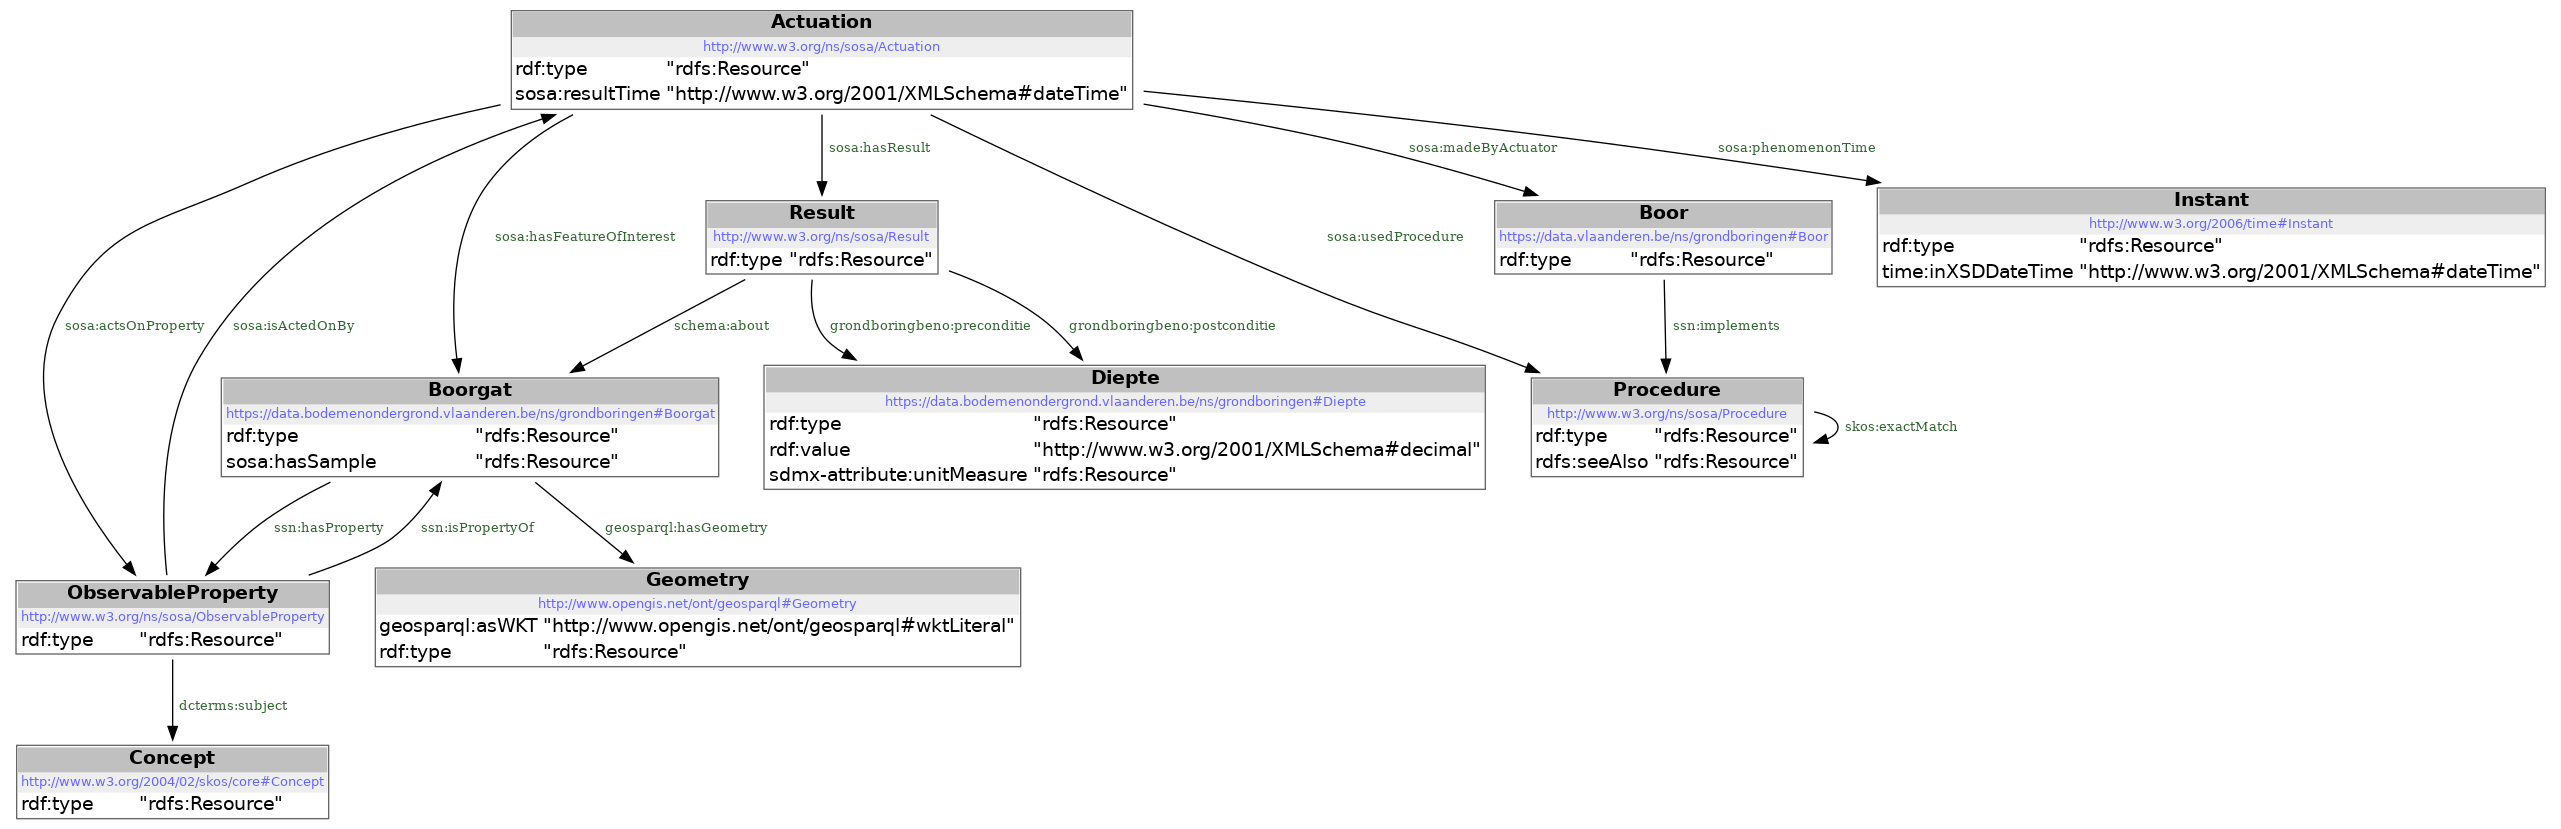 Actuation
http://www.w3.org/ns/sosa/Actuation
rdf:type "rdfs:Resource"
sosa:resultTime "http://www.w3.org/2001/XMLSchema#dateTime"
sosa:hasResult
sosa:madeByActuator
sosa:phenomenonTime
Result
http://www.w3.org/ns/sosa/Result
rdf:type "rdfs:Resource"
Boor
https://data.vlaanderen.be/ns/grondboringen#Boor
rdf:type "rdfs:Resource"
Instant
http://www.w3.org/2006/time#Instant
rdf:type "rdfs:Resource"
time:inXSDDateTime "http://www.w3.org/2001/XMLSchema#dateTime"
sosa:hasFeatureOfInterest
sosa:usedProcedure
sosa:actsOnProperty
sosa:isActedOnBy
schema:about
grondboringbeno:preconditie
grondboringbeno:postconditie
ssn:implements
Boorgat
https://data.bodemenondergrond.vlaanderen.be/ns/grondboringen#Boorgat
rdf:type "rdfs:Resource"
sosa:hasSample "rdfs:Resource"
Diepte
https://data.bodemenondergrond.vlaanderen.be/ns/grondboringen#Diepte
rdf:type "rdfs:Resource"
rdf:value "http://www.w3.org/2001/XMLSchema#decimal"
sdmx-attribute:unitMeasure "rdfs:Resource"
Procedure
http://www.w3.org/ns/sosa/Procedure
rdf:type "rdfs:Resource"
rdfs:seeAlso "rdfs:Resource"
skos:exactMatch
ssn:hasProperty
ssn:isPropertyOf
geosparql:hasGeometry
ObservableProperty
http://www.w3.org/ns/sosa/ObservableProperty
rdf:type "rdfs:Resource"
Geometry
http://www.opengis.net/ont/geosparql#Geometry
geosparql:asWKT "http://www.opengis.net/ont/geosparql#wktLiteral"
rdf:type "rdfs:Resource"
dcterms:subject
Concept
http://www.w3.org/2004/02/skos/core#Concept
rdf:type "rdfs:Resource"